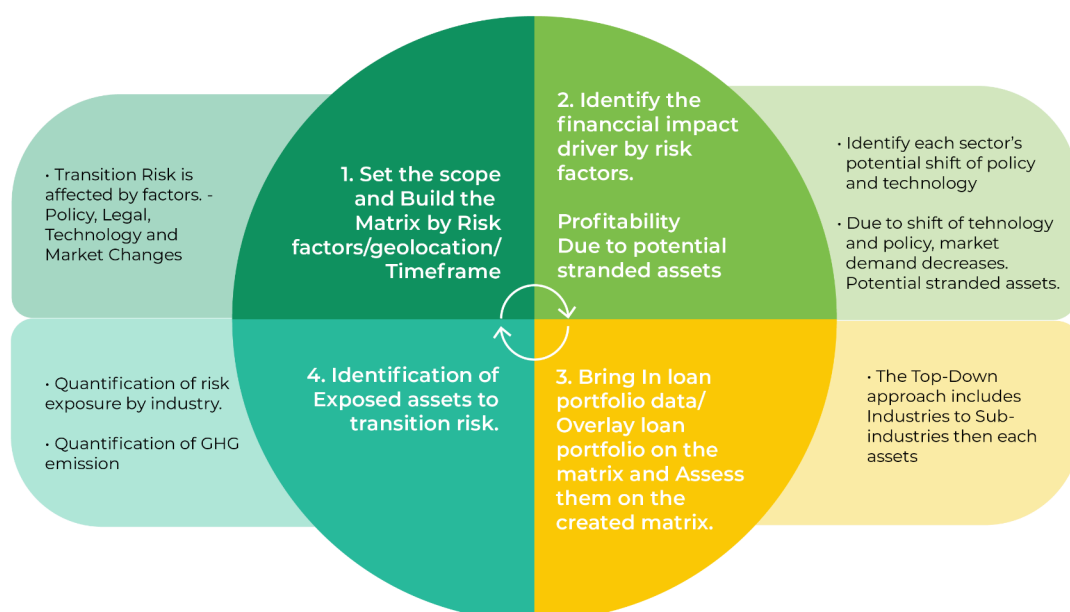 • Transition Risk is
affected by factors. -
Policy, Legal,
Technology and
Market Changes
1. Set the scope
and Build the
Matrix by Risk
factors/geolocation/
Timeframe
2. Identify the
financcial impact
driver by risk
factors.
Profitability
Due to potential
stranded assets
• Identify each sector’s
potential shift of policy
and technology
• Due to shift of tehnology
and policy, market
demand decreases.
Potential stranded assets.
• Quantification of risk
exposure by industry.
• Quantification of GHG
emission
4. Identification of
Exposed assets to
transition risk.
3. Bring In loan
portfolio data/
Overlay loan
portfolio on the
matrix and Assess
them on the
created matrix.
• The Top-Down
approach includes
Industries to Sub-
industries then each
assets